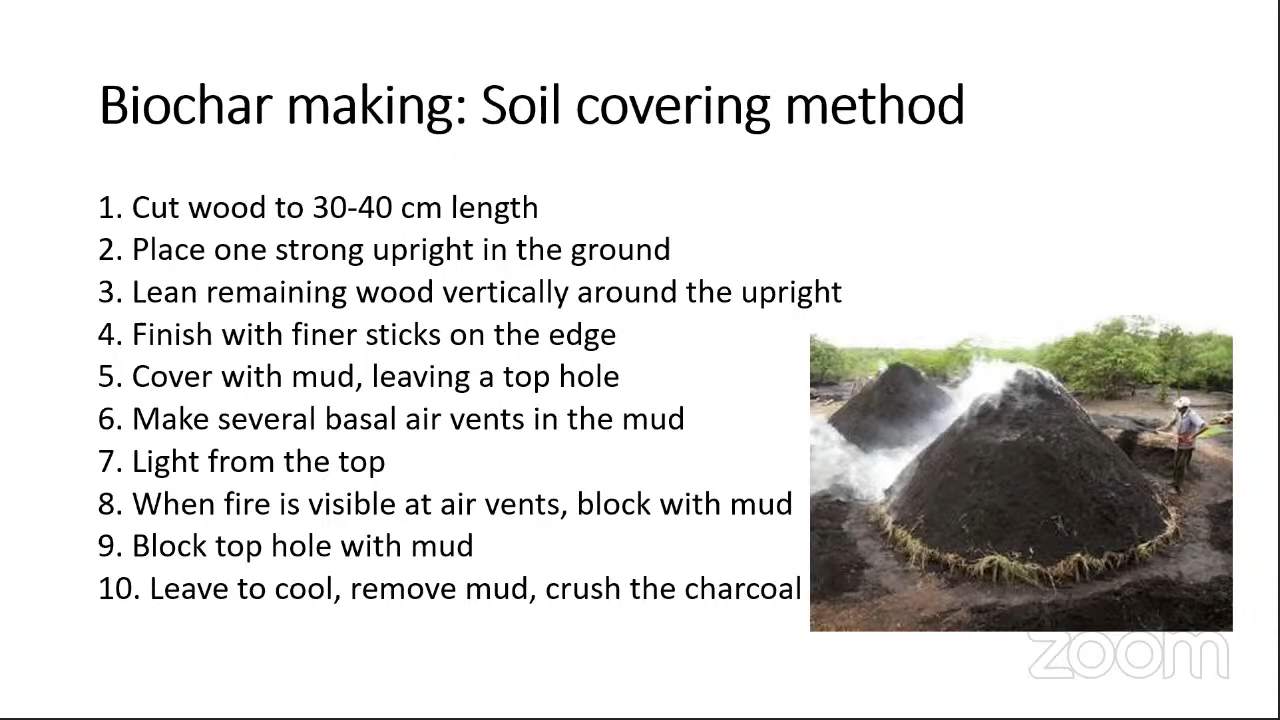 Biochar making: Soil covering method
1. Cut wood to 30-40 cm length
2. Place one strong upright in the ground
3. Lean remaining wood vertically around the upright
4. Finish with finer sticks on the edge
5. Cover with mud, leaving a top hole
6. Make several basal air vents in the mud
7. Light from the top
8. When fire is visible at air vents, block with mud
9. Block top hole with mud
10. Leave to cool, remove mud, crush the charcoal
zoom